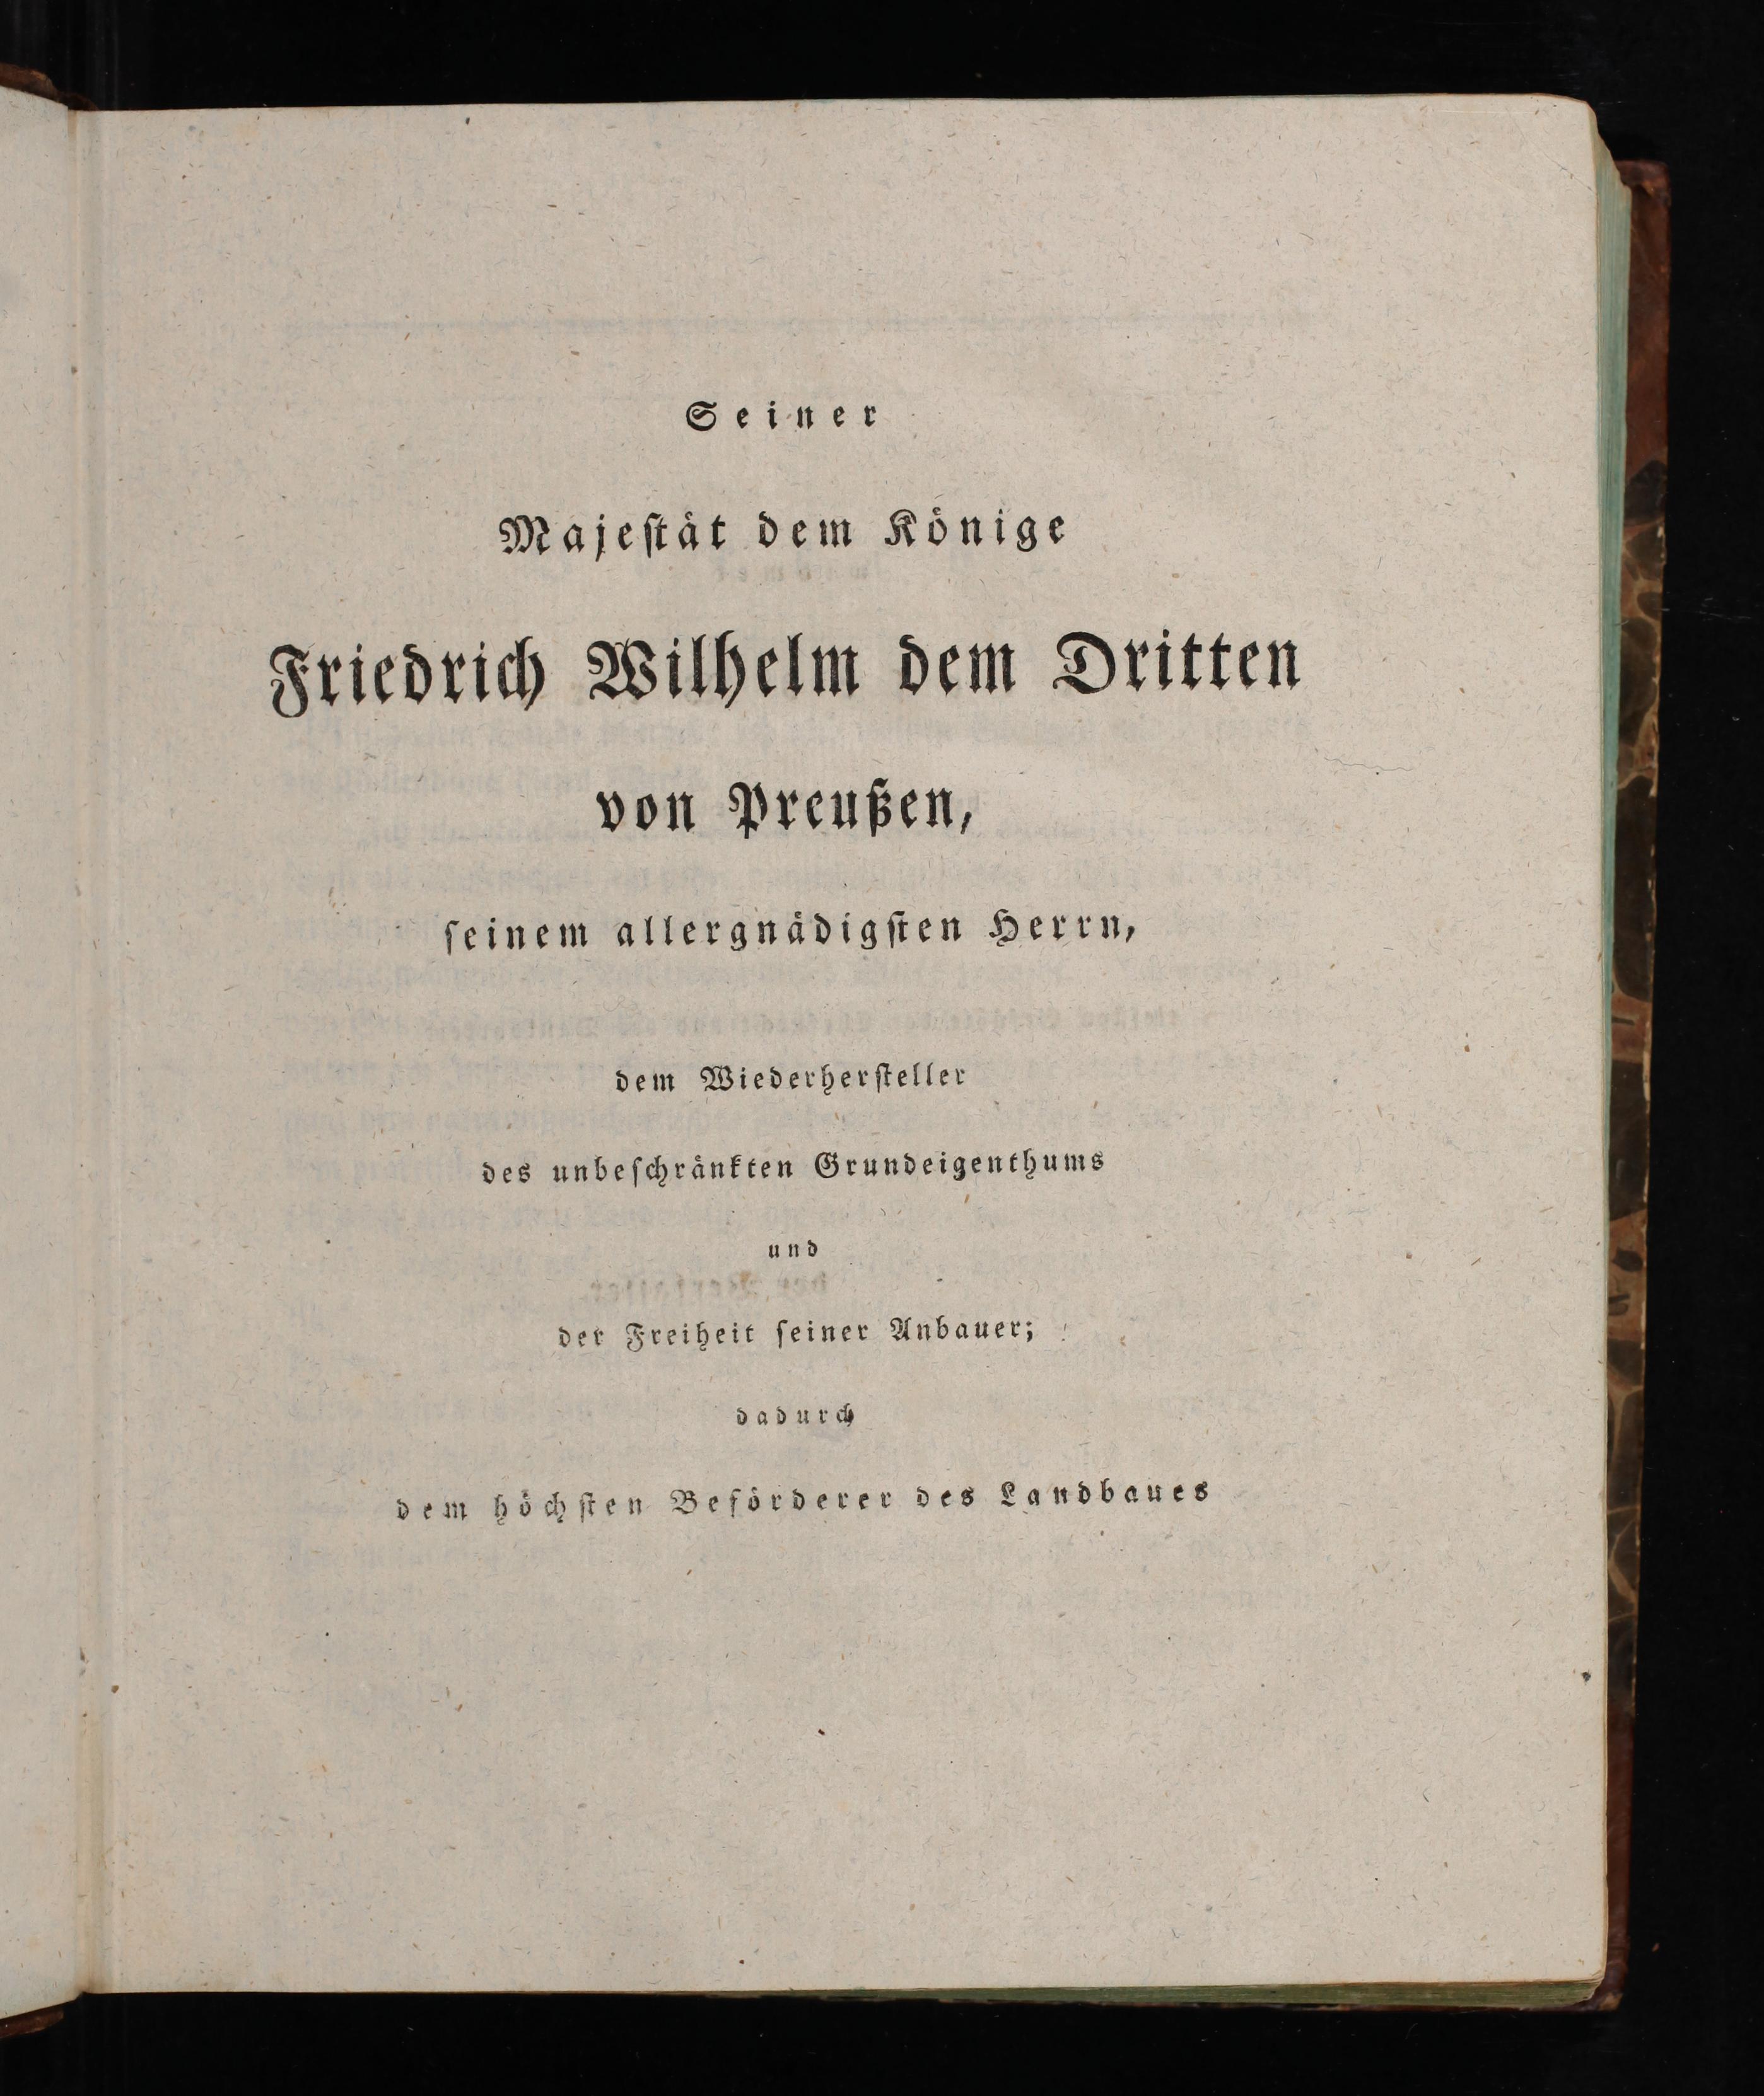 Seiner
Majeſtät dem Könige
Friedrich Wilhelm dem Dritten
von Preußen,
ſeinem allergnädigſten Herrn,
dem Wiederherſteller
des unbeſchränkten Grundeigenthums
und
der Freiheit ſeiner Anbauer;
dadurch
dem höchſten Beförderer des Landbaues